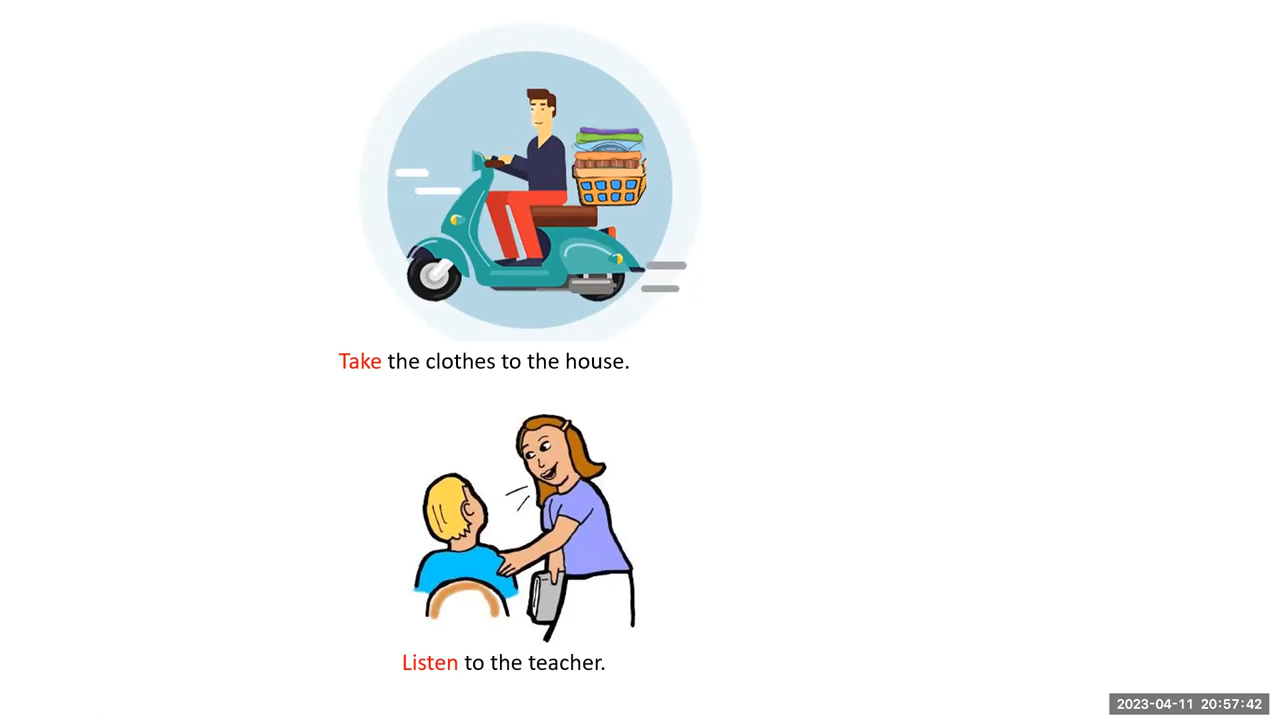 Take the clothes to the house.
Listen to the teacher.
2023-04-11 20:57:42